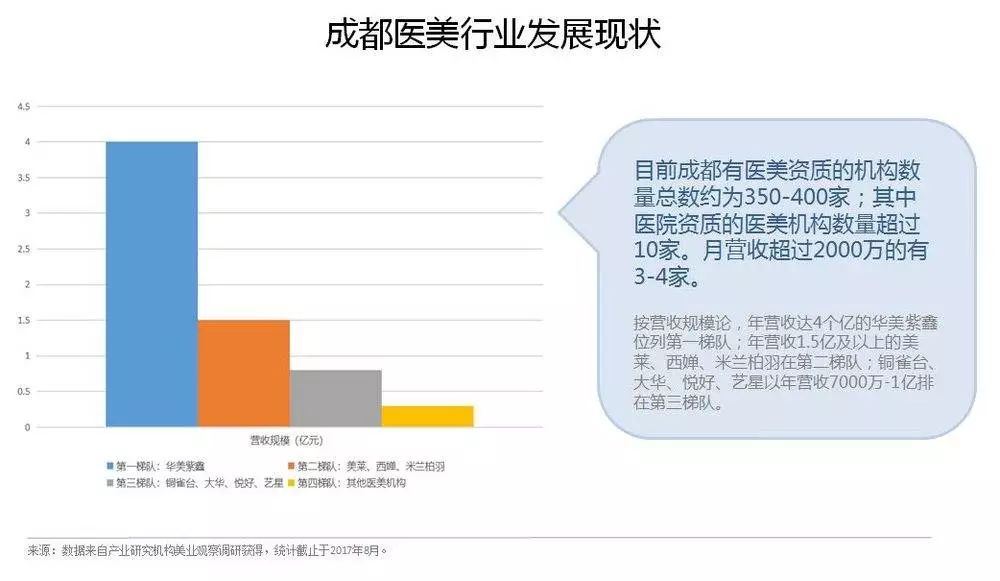 成都医美行业发展现状
4.5
4
3.5
3
2.5
2
1.5
1
0.5
0
营收规模（亿元）
第一梯队：华美紫鑫
第二梯队：美莱、西婵、米兰柏羽
第三梯队：铜雀台、大华、悦好、艺星
第四梯队：其他医美机构
目前成都有医美资质的机构数
量总数约为350-400家；其中
医院资质的医美机构数量超过
10家。月营收超过2000万的有
3-4家。
按营收规模论，年营收达4个亿的华美紫鑫
位列第一梯队；年营收1.5亿及以上的美
莱、西婵、米兰柏羽在第二梯队；铜雀台、
大华、悦好、艺星以年营收7000万-1亿排
在第三梯队。
来源：数据来自产业研究机构美业观察调研获得，统计截止于2017年8月。